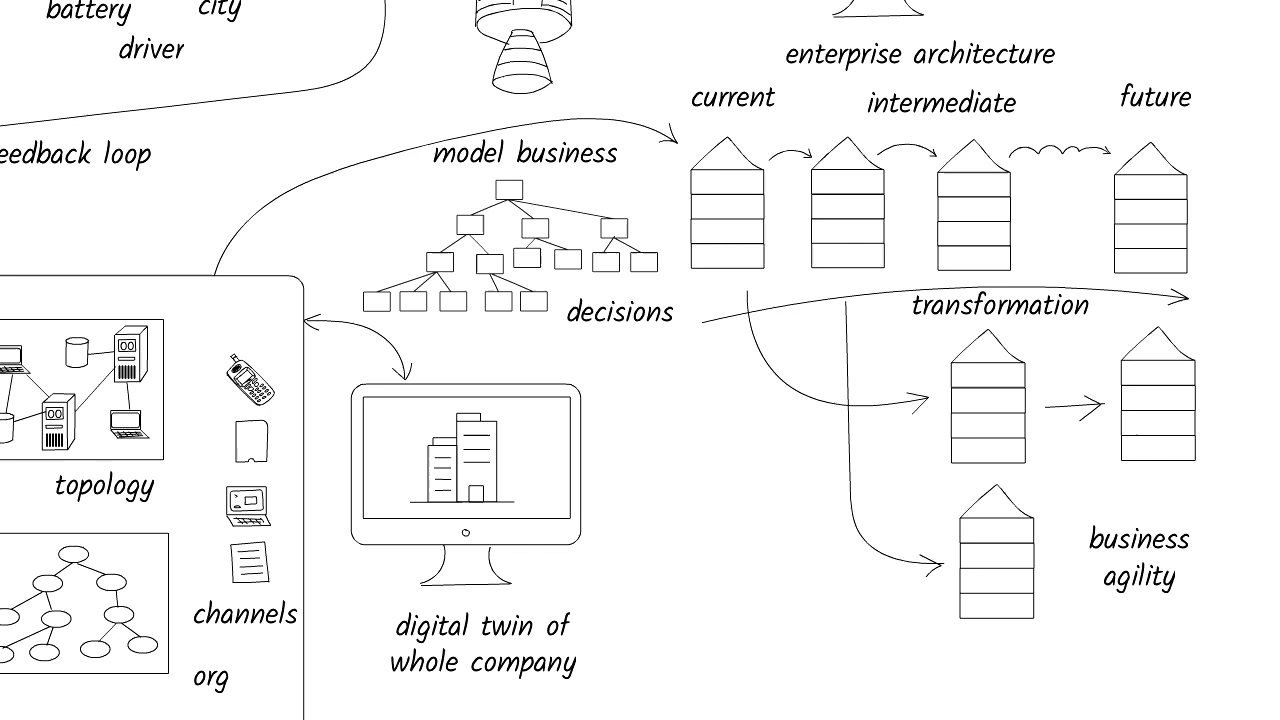 battery
city
driver
eedback loop
enterprise architecture
current
intermediate
future
model business
decisions
transformation
topology
channels
org
digital twin of
whole company
business
agility